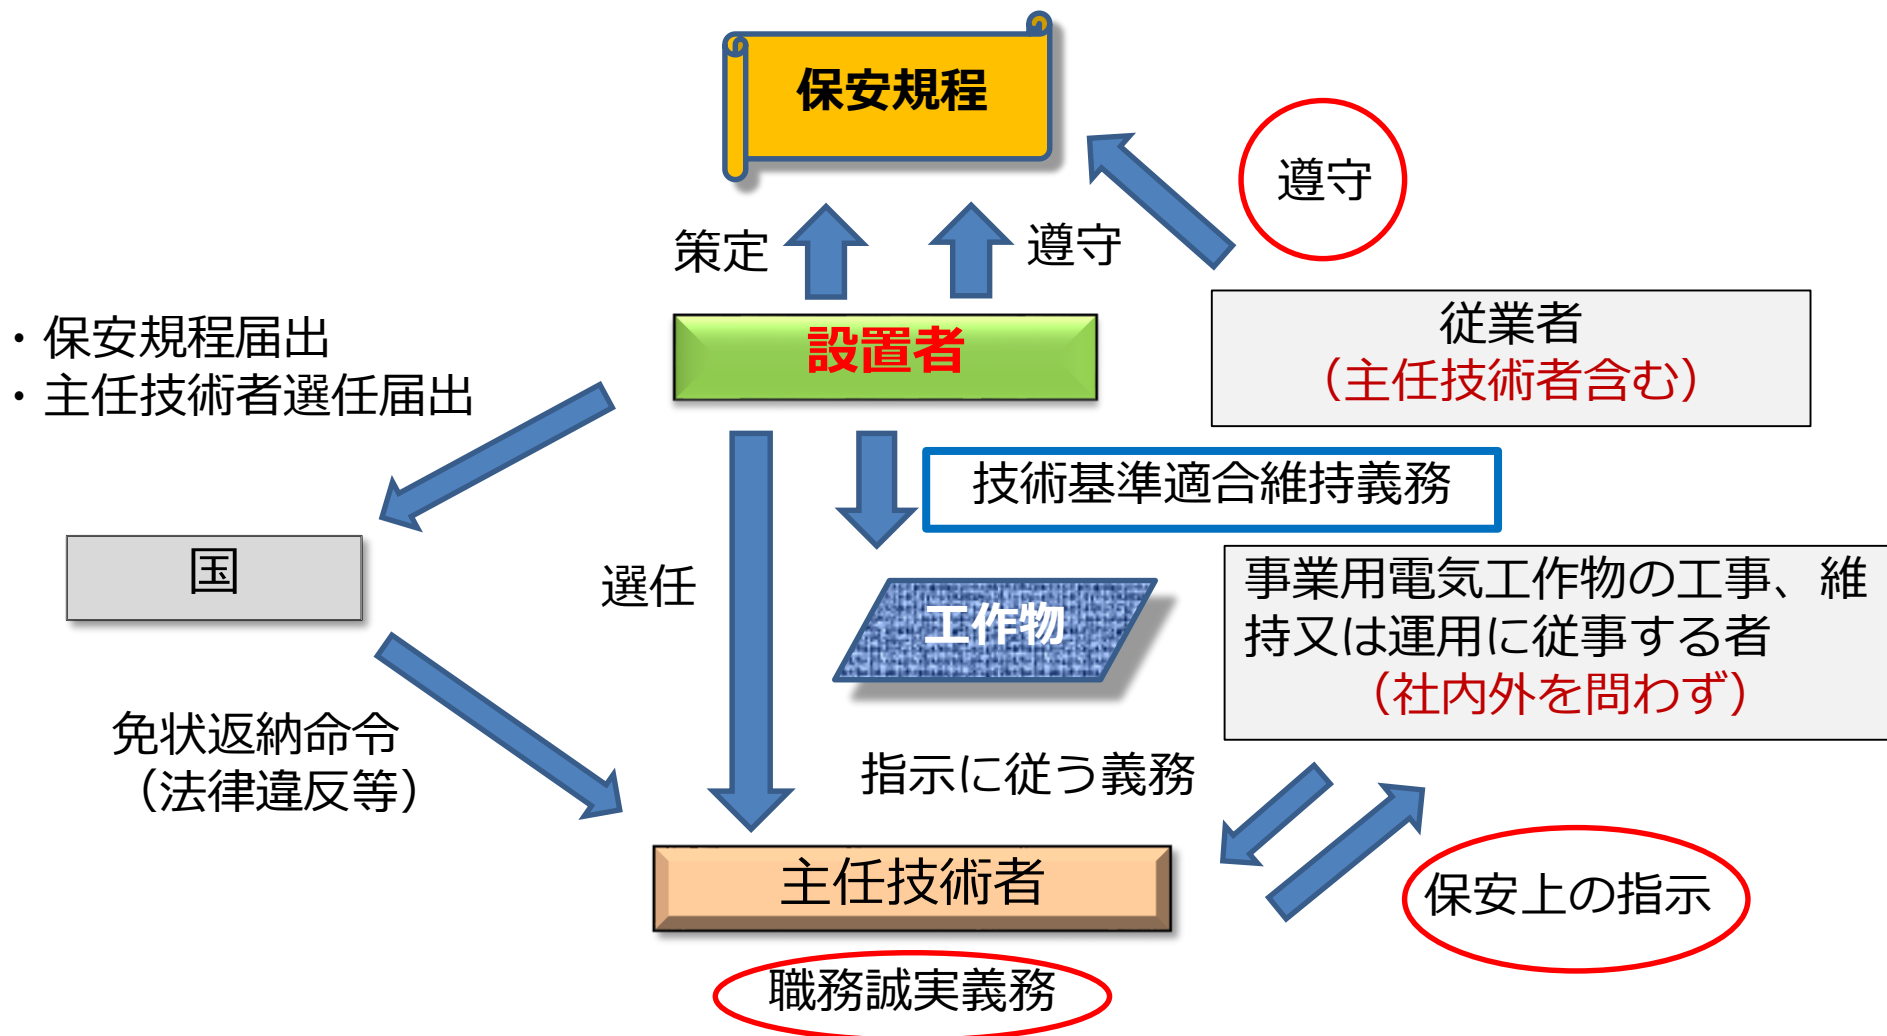 保安規程
遵守
策定
遵守
設置者
従業者
（主任技術者含む）
・保安規程届出
・主任技術者選任届出
技術基準適合維持義務
国
選任
工作物
事業用電気工作物の工事、維
持又は運用に従事する者
（社内外を問わず）
免状返納命令
（法律違反等）
指示に従う義務
主任技術者
保安上の指示
職務誠実義務